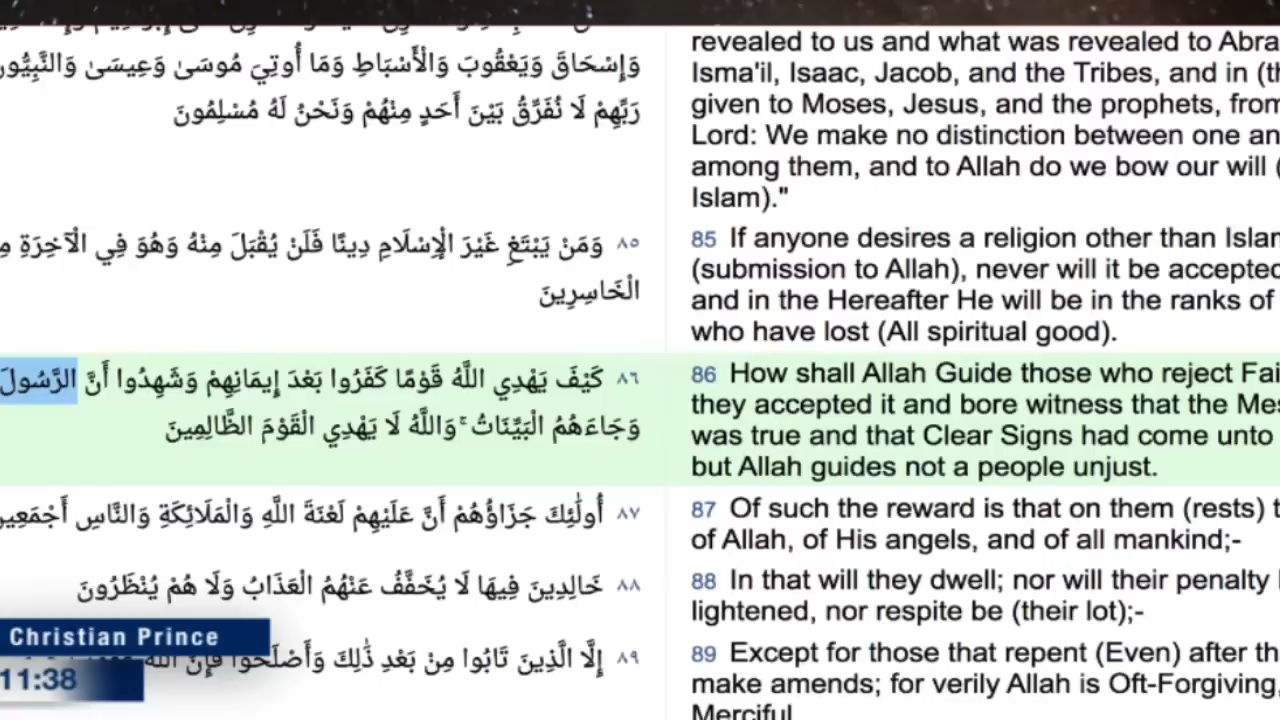 وَإِسْحَاقَ وَيَعْقُوبَ وَالْأَسْبَاطِ وَمَا أُوتِيَ مُوسَىٰ وَعِيسَىٰ وَالنَّبِيُّونَ
رَبِّهِمْ لَا نُفَرِّقُ بَيْنَ أَحَدٍ مِنْهُمْ وَنَحْنُ لَهُ مُسْلِمُونَ
٨٥ وَمَنْ يَبْتَغِ غَيْرَ الْإِسْلَامِ دِينًا فَلَنْ يُقْبَلَ مِنْهُ وَهُوَ فِي الْآخِرَةِ
الْخَاسِرِينَ
٨٦ كَيْفَ يَهْدِي اللَّهُ قَوْمًا كَفَرُوا بَعْدَ إِيمَانِهِمْ وَشَهِدُوا أَنَّ الرَّسُولَ
وَجَاءَهُمُ الْبَيِّنَاتُ ۚ وَاللَّهُ لَا يَهْدِي الْقَوْمَ الظَّالِمِينَ
٨٧ أُولَٰئِكَ جَزَاؤُهُمْ أَنَّ عَلَيْهِمْ لَعْنَةَ اللَّهِ وَالْمَلَائِكَةِ وَالنَّاسِ أَجْمَعِينَ
٨٨ خَالِدِينَ فِيهَا لَا يُخَفَّفُ عَنْهُمُ الْعَذَابُ وَلَا هُمْ يُنْظَرُونَ
٨٩ إِلَّا الَّذِينَ تَابُوا مِنْ بَعْدِ ذَٰلِكَ وَأَصْلَحُوا فَإِنَّ اللَّهَ
revealed to us and what was revealed to Abra
Isma'il, Isaac, Jacob, and the Tribes, and in (th
given to Moses, Jesus, and the prophets, from
Lord: We make no distinction between one an
among them, and to Allah do we bow our will (
Islam)."
85 If anyone desires a religion other than Islam
(submission to Allah), never will it be accepted
and in the Hereafter He will be in the ranks of
who have lost (All spiritual good).
86 How shall Allah Guide those who reject Fai
they accepted it and bore witness that the Mes
was true and that Clear Signs had come unto
but Allah guides not a people unjust.
87 Of such the reward is that on them (rests) t
of Allah, of His angels, and of all mankind;-
88 In that will they dwell; nor will their penalty
lightened, nor respite be (their lot);-
89 Except for those that repent (Even) after th
make amends; for verily Allah is Oft-Forgiving,
Merciful
Christian Prince
11:38